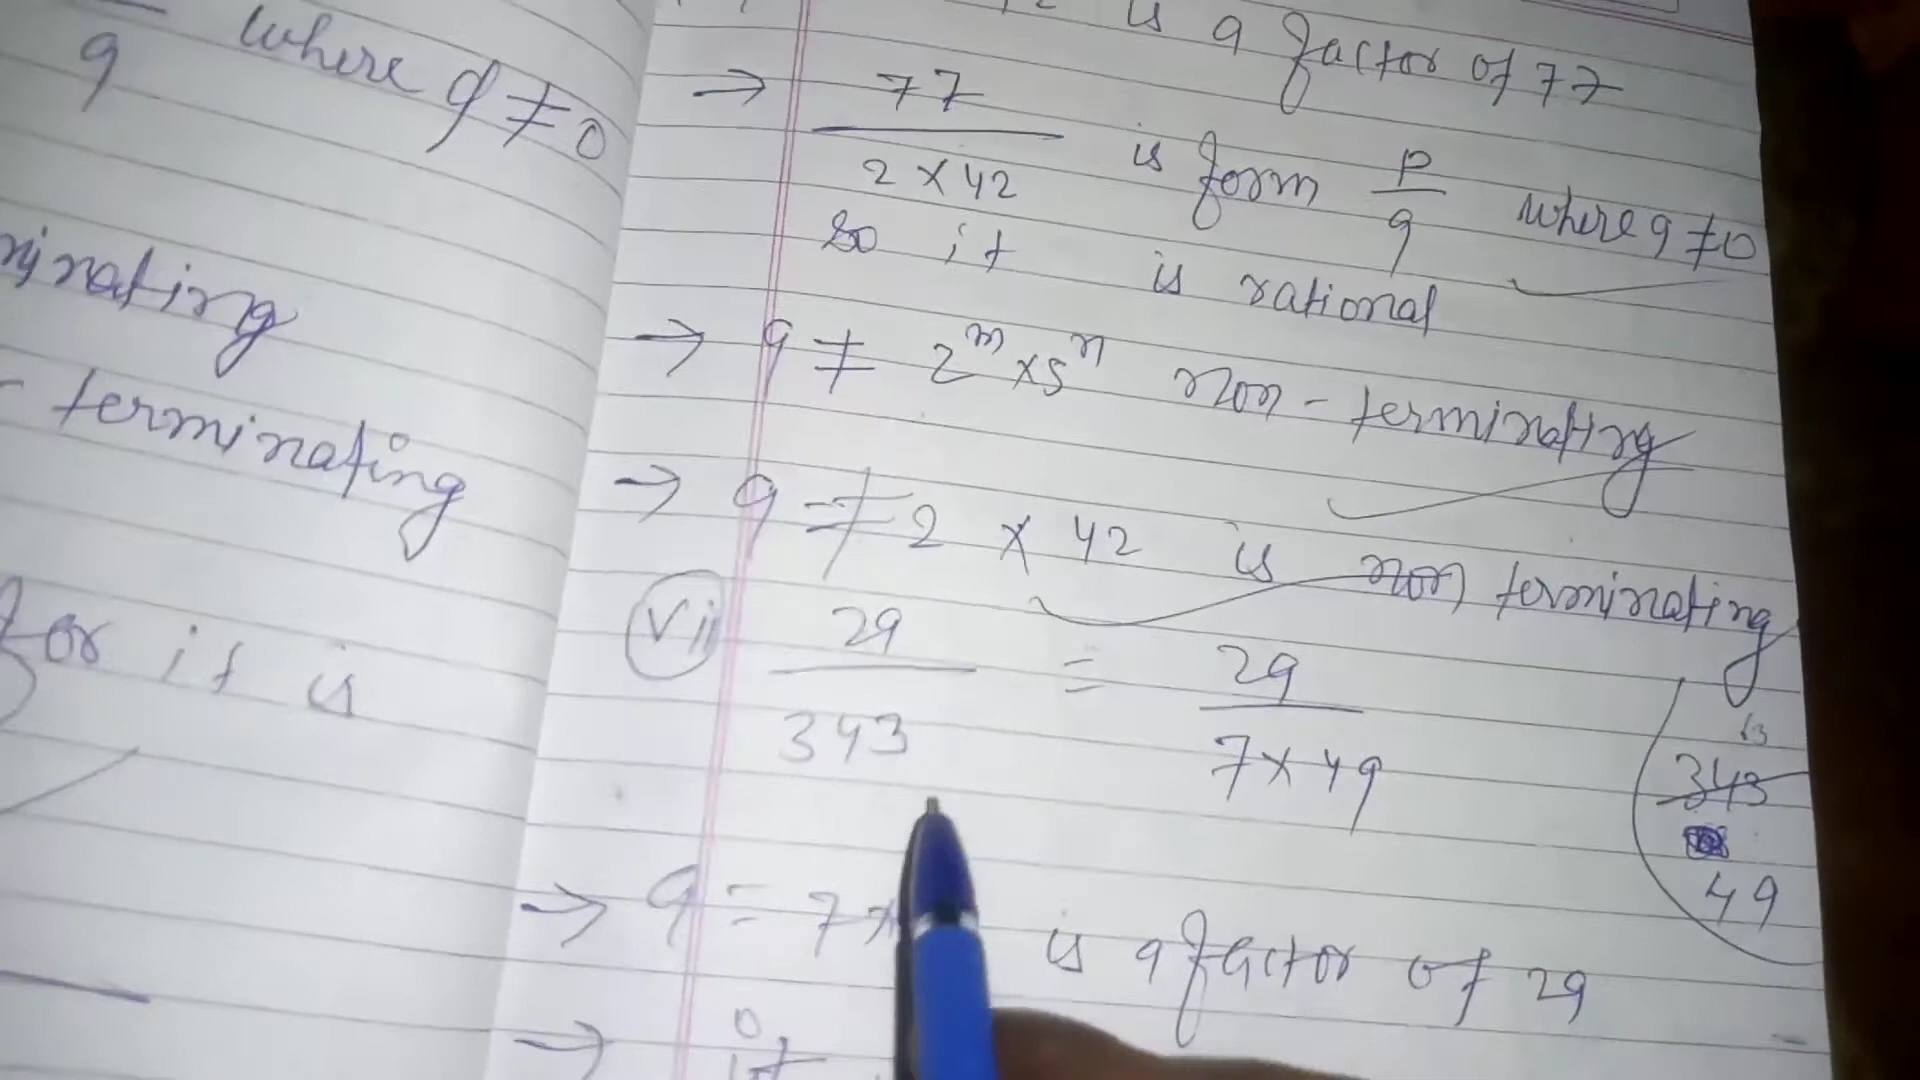 q where q ≠ 0
minating
- terminating
for it is
is a factor of 77
→ 77 / 2 × 42 is form p/q where q ≠ 0
so it is rational
→ q ≠ 2^m × 5^n non - terminating
→ q ≠ 2 × 42 is non terminating
vii 29 / 343 = 29 / 7 × 49
13
343
49
→ q = 7 × is a factor of 29
→